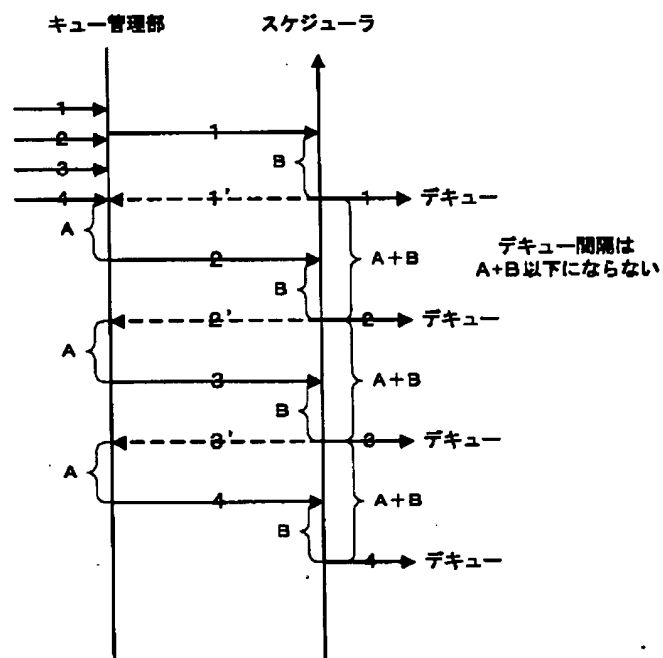 キュー管理部 スケジューラ
1
1
2
B
3
4
1'
1 デキュー
A
2
A+B
デキュー間隔は
A+B以下にならない
B
2'
2 デキュー
A
3
A+B
B
3'
3 デキュー
A
4
A+B
B
4 デキュー